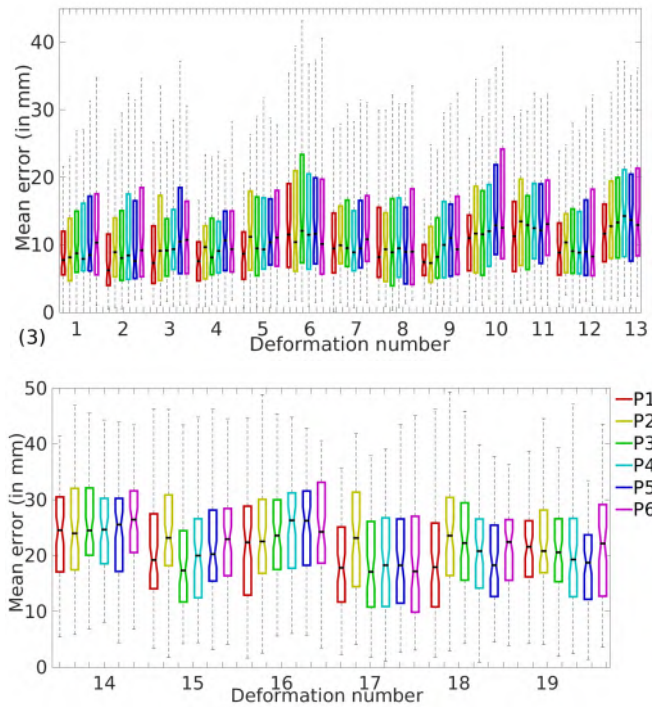 40
30
20
10
0
Mean error (in mm)
1 2 3 4 5 6 7 8 9 10 11 12 13
(3)
Deformation number
50
40
30
20
10
0
Mean error (in mm)
P1
P2
P3
P4
P5
P6
14 15 16 17 18 19
Deformation number